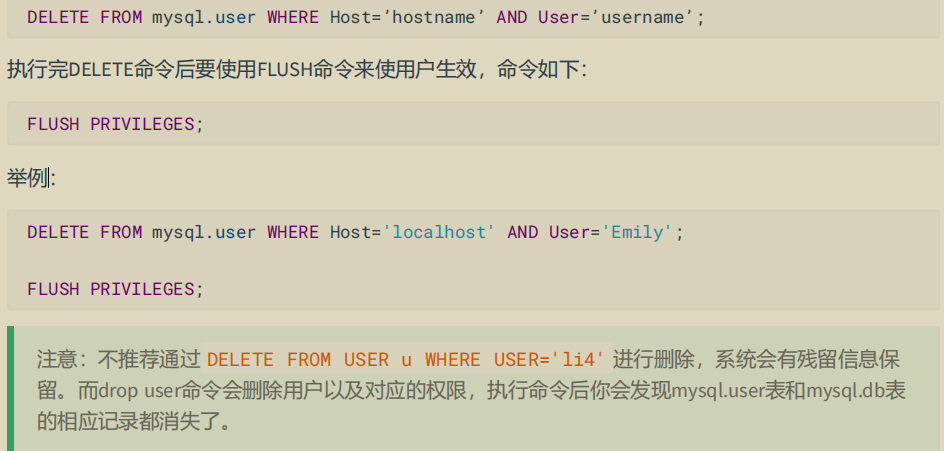 DELETE FROM mysql.user WHERE Host=’hostname’ AND User=’username’;
执行完DELETE命令后要使用FLUSH命令来使用户生效，命令如下：
FLUSH PRIVILEGES;
举例：
DELETE FROM mysql.user WHERE Host='localhost' AND User='Emily';
FLUSH PRIVILEGES;
注意：不推荐通过 DELETE FROM USER u WHERE USER='li4' 进行删除，系统会有残留信息保
留。而drop user命令会删除用户以及对应的权限，执行命令后你会发现mysql.user表和mysql.db表
的相应记录都消失了。